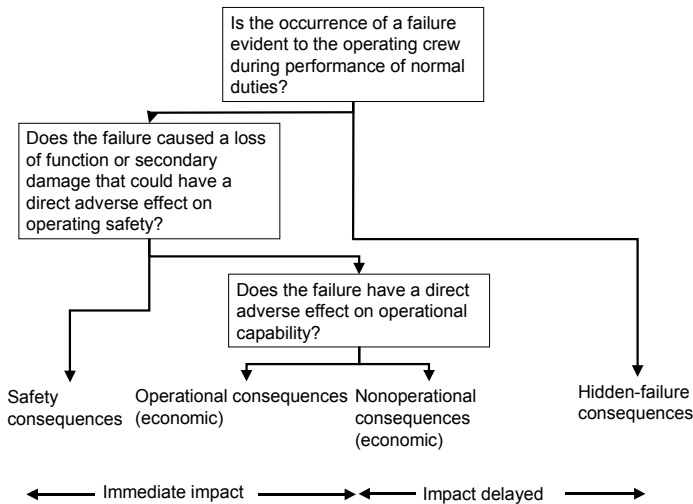 Is the occurrence of a failure
evident to the operating crew
during performance of normal
duties?
Does the failure caused a loss
of function or secondary
damage that could have a
direct adverse effect on
operating safety?
Does the failure have a direct
adverse effect on operational
capability?
Safety
consequences
Operational consequences
(economic)
Nonoperational
consequences
(economic)
Hidden-failure
consequences
Immediate impact
Impact delayed